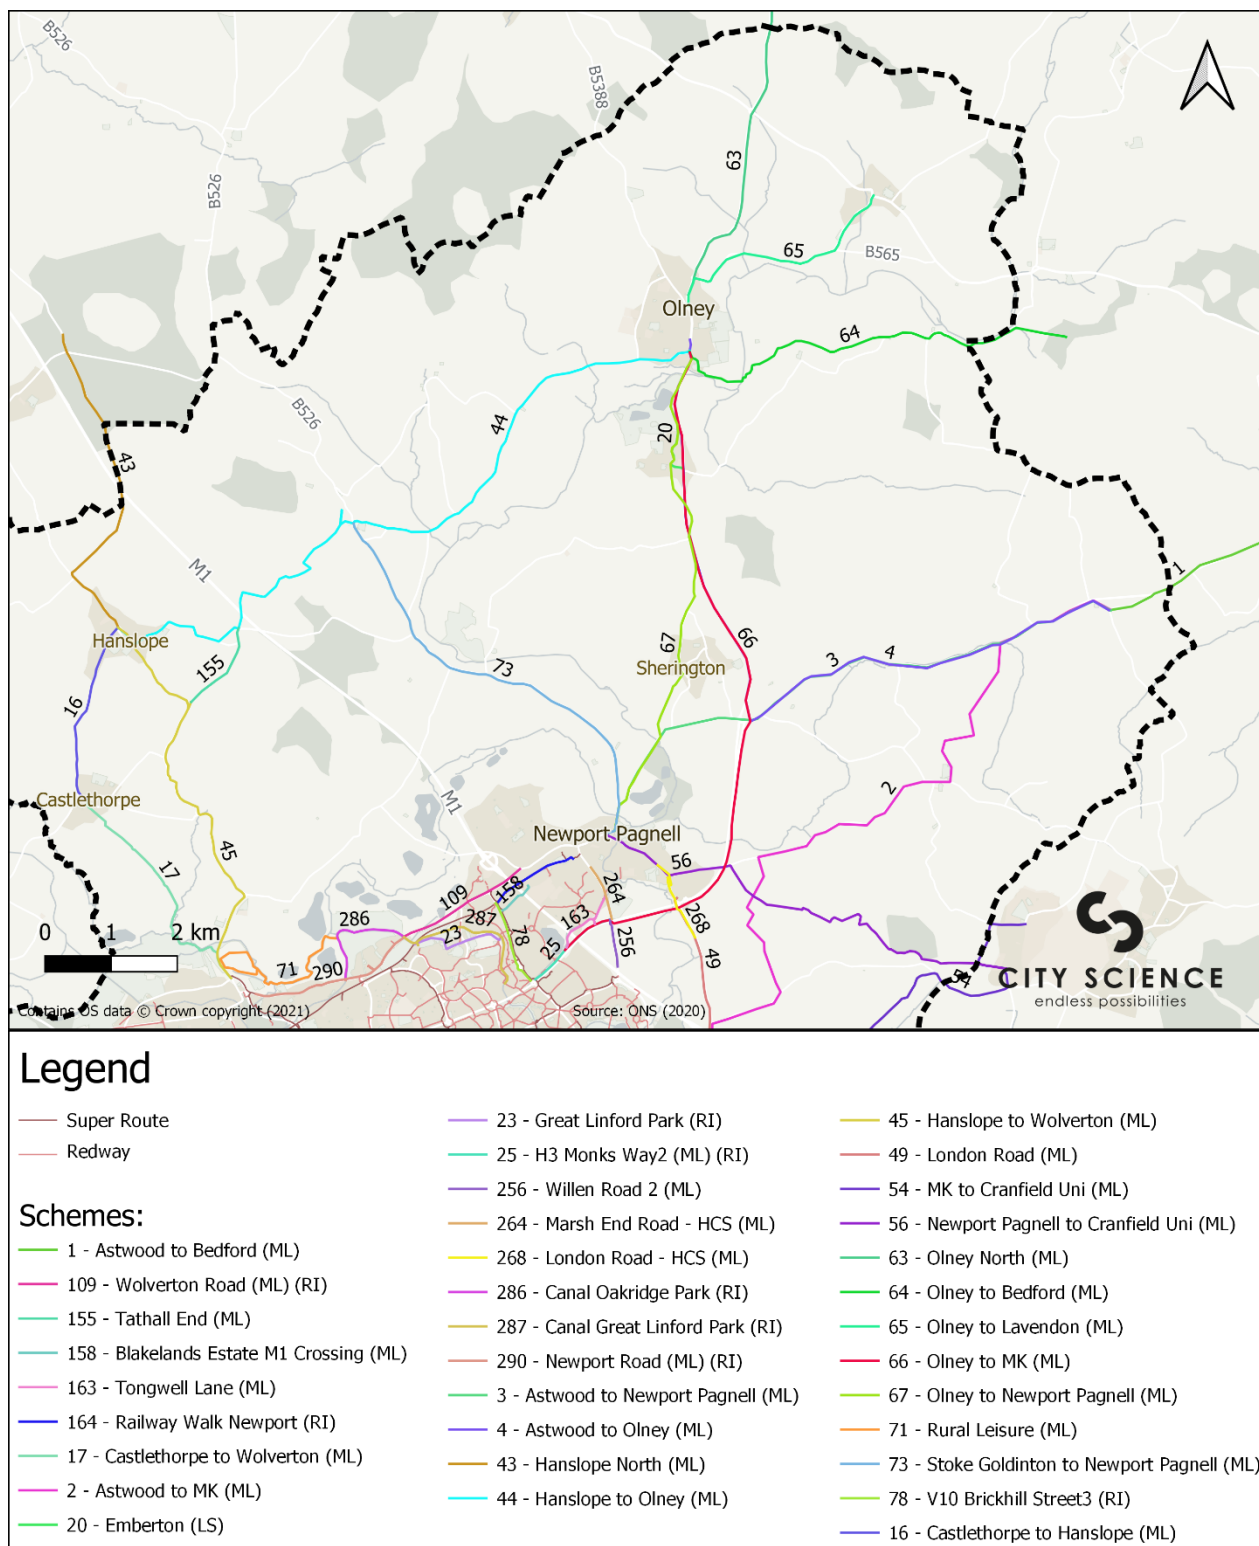 B526
B5388
63
B526
65
B565
Olney
64
B526
44
20
43
M1
1
Hanslope
155
67
66
Sherington
3
4
73
16
2
Castlethorpe
M1
Newport Pagnell
17
45
56
158
264
109
163
268
286
287
0 1 2 km
23
78
25
256
49
71
290
54
CITY SCIENCE
endless possibilities
Contains OS data © Crown copyright (2021)
Source: ONS (2020)
Legend
Super Route
Redway
Schemes:
1 - Astwood to Bedford (ML)
109 - Wolverton Road (ML) (RI)
155 - Tathall End (ML)
158 - Blakelands Estate M1 Crossing (ML)
163 - Tongwell Lane (ML)
164 - Railway Walk Newport (RI)
17 - Castlethorpe to Wolverton (ML)
2 - Astwood to MK (ML)
20 - Emberton (LS)
23 - Great Linford Park (RI)
25 - H3 Monks Way2 (ML) (RI)
256 - Willen Road 2 (ML)
264 - Marsh End Road - HCS (ML)
268 - London Road - HCS (ML)
286 - Canal Oakridge Park (RI)
287 - Canal Great Linford Park (RI)
290 - Newport Road (ML) (RI)
3 - Astwood to Newport Pagnell (ML)
4 - Astwood to Olney (ML)
43 - Hanslope North (ML)
44 - Hanslope to Olney (ML)
45 - Hanslope to Wolverton (ML)
49 - London Road (ML)
54 - MK to Cranfield Uni (ML)
56 - Newport Pagnell to Cranfield Uni (ML)
63 - Olney North (ML)
64 - Olney to Bedford (ML)
65 - Olney to Lavendon (ML)
66 - Olney to MK (ML)
67 - Olney to Newport Pagnell (ML)
71 - Rural Leisure (ML)
73 - Stoke Goldinton to Newport Pagnell (ML)
78 - V10 Brickhill Street3 (RI)
16 - Castlethorpe to Hanslope (ML)